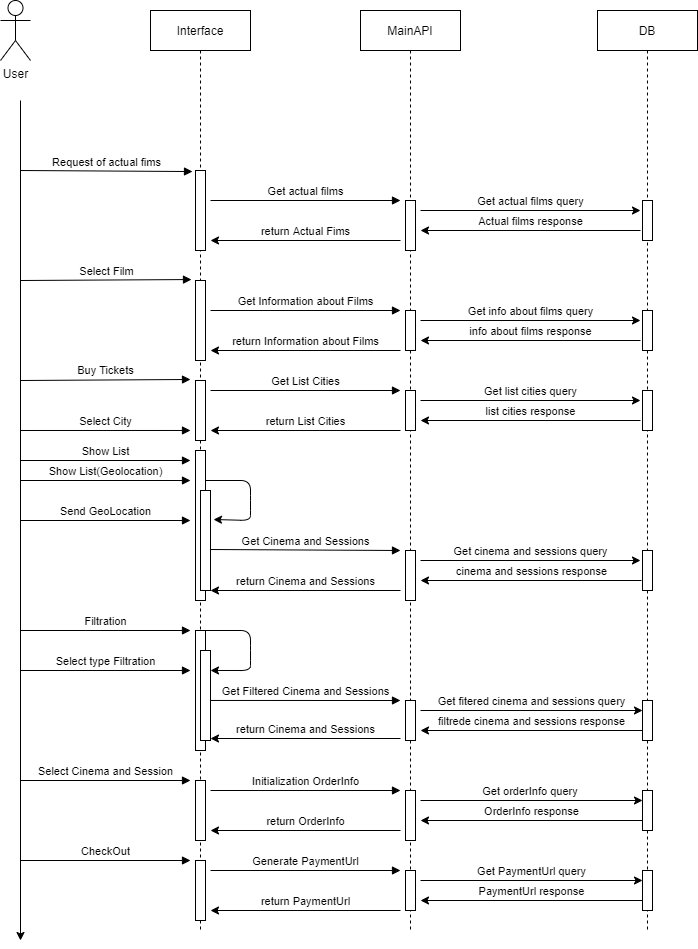 Interface
MainAPI
DB
User
Request of actual fims
Get actual films
Get actual films query
Actual films response
return Actual Fims
Select Film
Get Information about Films
Get info about films query
info about films response
return Information about Films
Buy Tickets
Get List Cities
Get list cities query
list cities response
Select City
return List Cities
Show List
Show List(Geolocation)
Send GeoLocation
Get Cinema and Sessions
Get cinema and sessions query
cinema and sessions response
return Cinema and Sessions
Filtration
Select type Filtration
Get Filtered Cinema and Sessions
Get fitered cinema and sessions query
filtrede cinema and sessions response
return Cinema and Sessions
Select Cinema and Session
Initialization OrderInfo
Get orderInfo query
OrderInfo response
return OrderInfo
CheckOut
Generate PaymentUrl
Get PaymentUrl query
PaymentUrl response
return PaymentUrl